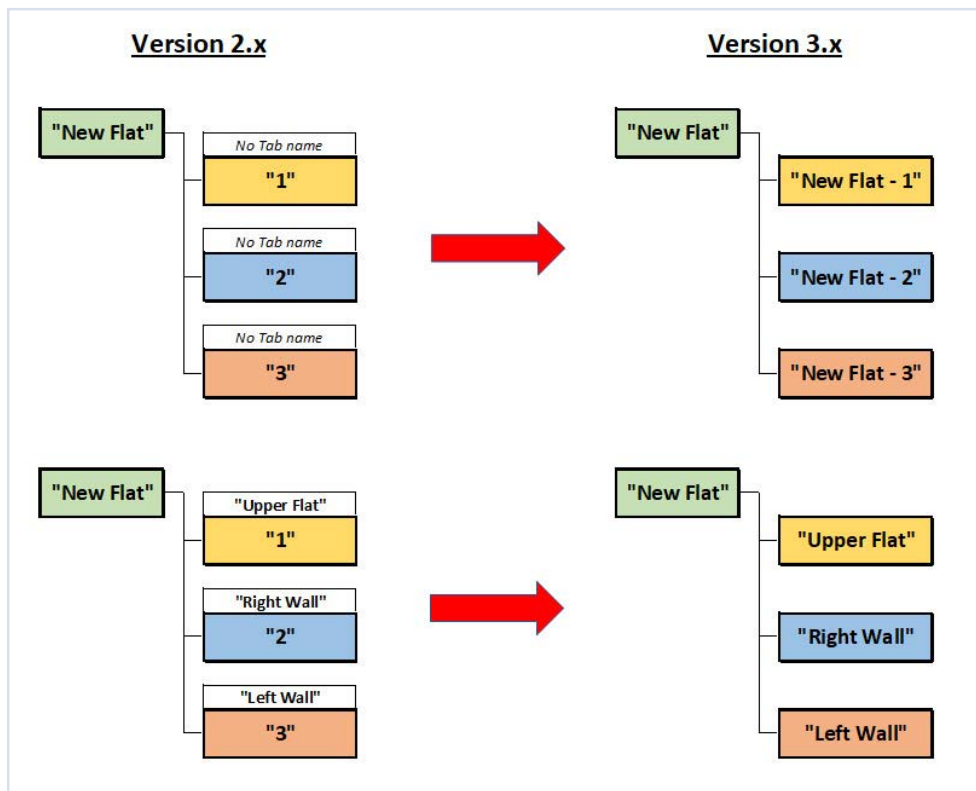 Version 2.x
Version 3.x
"New Flat"
No Tab name
"1"
No Tab name
"2"
No Tab name
"3"
"New Flat"
"New Flat - 1"
"New Flat - 2"
"New Flat - 3"
"New Flat"
"Upper Flat"
"1"
"Right Wall"
"2"
"Left Wall"
"3"
"New Flat"
"Upper Flat"
"Right Wall"
"Left Wall"